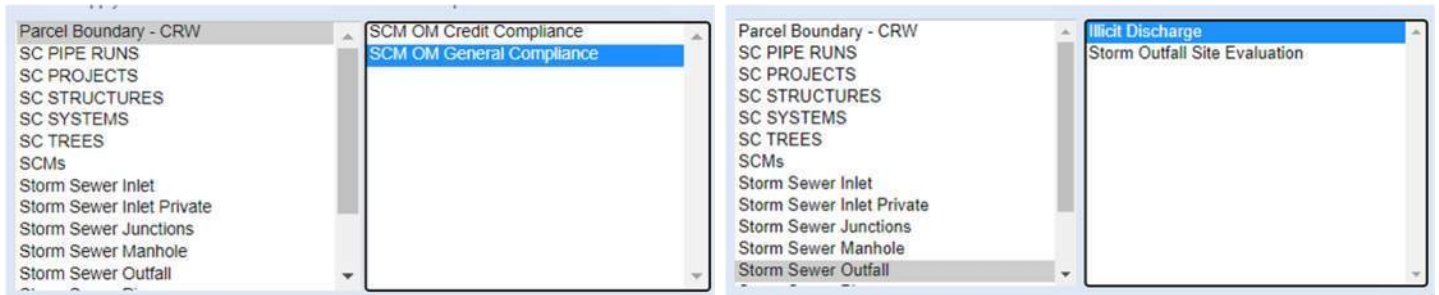 Parcel Boundary - CRW
SC PIPE RUNS
SC PROJECTS
SC STRUCTURES
SC SYSTEMS
SC TREES
SCMs
Storm Sewer Inlet
Storm Sewer Inlet Private
Storm Sewer Junctions
Storm Sewer Manhole
Storm Sewer Outfall
SCM OM Credit Compliance
SCM OM General Compliance
Parcel Boundary - CRW
SC PIPE RUNS
SC PROJECTS
SC STRUCTURES
SC SYSTEMS
SC TREES
SCMs
Storm Sewer Inlet
Storm Sewer Inlet Private
Storm Sewer Junctions
Storm Sewer Manhole
Storm Sewer Outfall
Illicit Discharge
Storm Outfall Site Evaluation